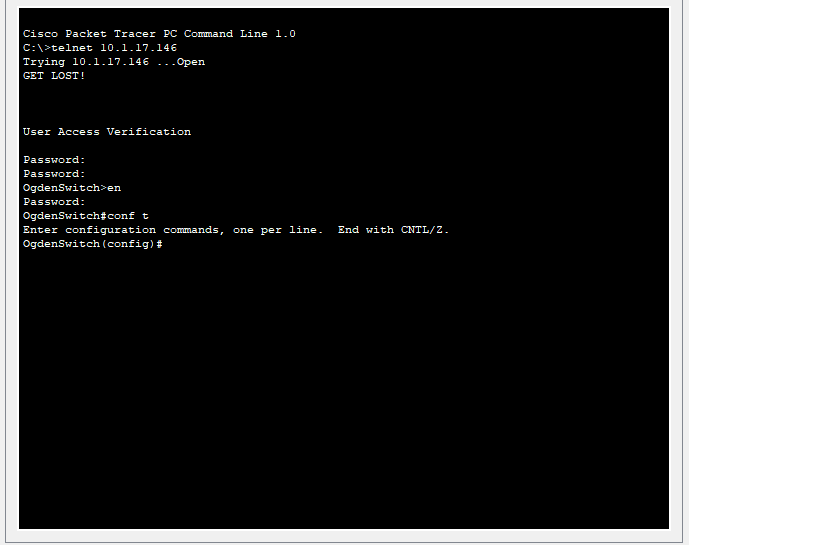 Cisco Packet Tracer PC Command Line 1.0
C:\>telnet 10.1.17.146
Trying 10.1.17.146 ...Open
GET LOST!
User Access Verification
Password:
Password:
OgdenSwitch>en
Password:
OgdenSwitch#conf t
Enter configuration commands, one per line.  End with CNTL/Z.
OgdenSwitch(config)#